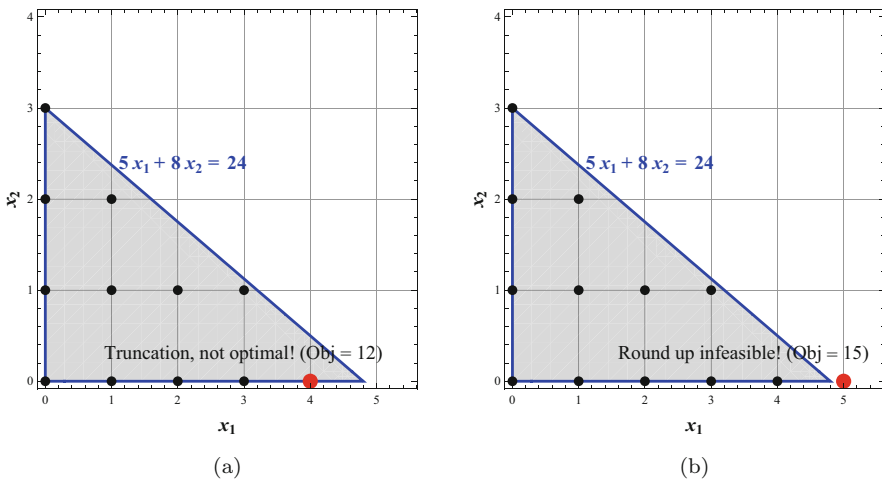 4
3
2
1
0
x₂
5 x₁ + 8 x₂ = 24
Truncation, not optimal! (Obj = 12)
0 1 2 3 4 5
x₁
(a)
4
3
2
1
0
x₂
5 x₁ + 8 x₂ = 24
Round up infeasible! (Obj = 15)
0 1 2 3 4 5
x₁
(b)